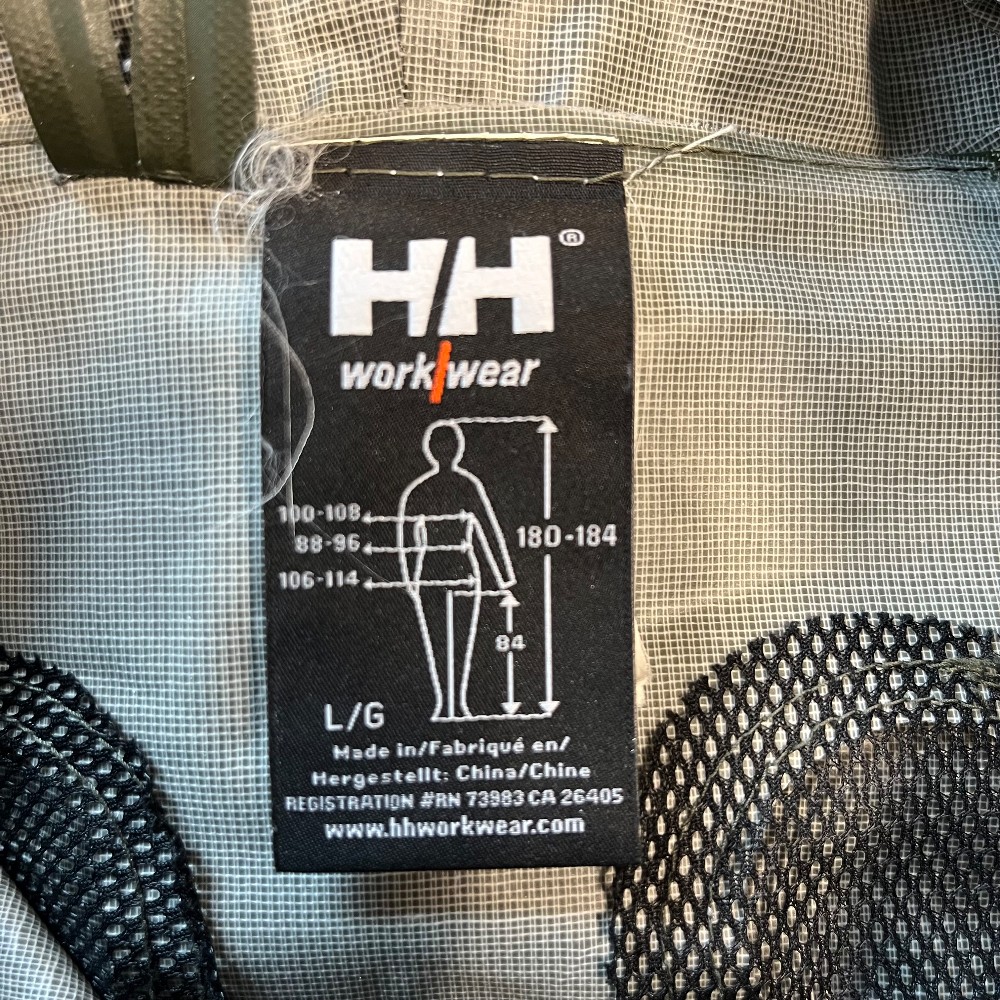 H/H ®
work/wear
100-108
88-96
180-184
106-114
84
L/G
Made in/Fabriqué en/
Hergestellt: China/Chine
REGISTRATION #RN 73983 CA 26405
www.hhworkwear.com